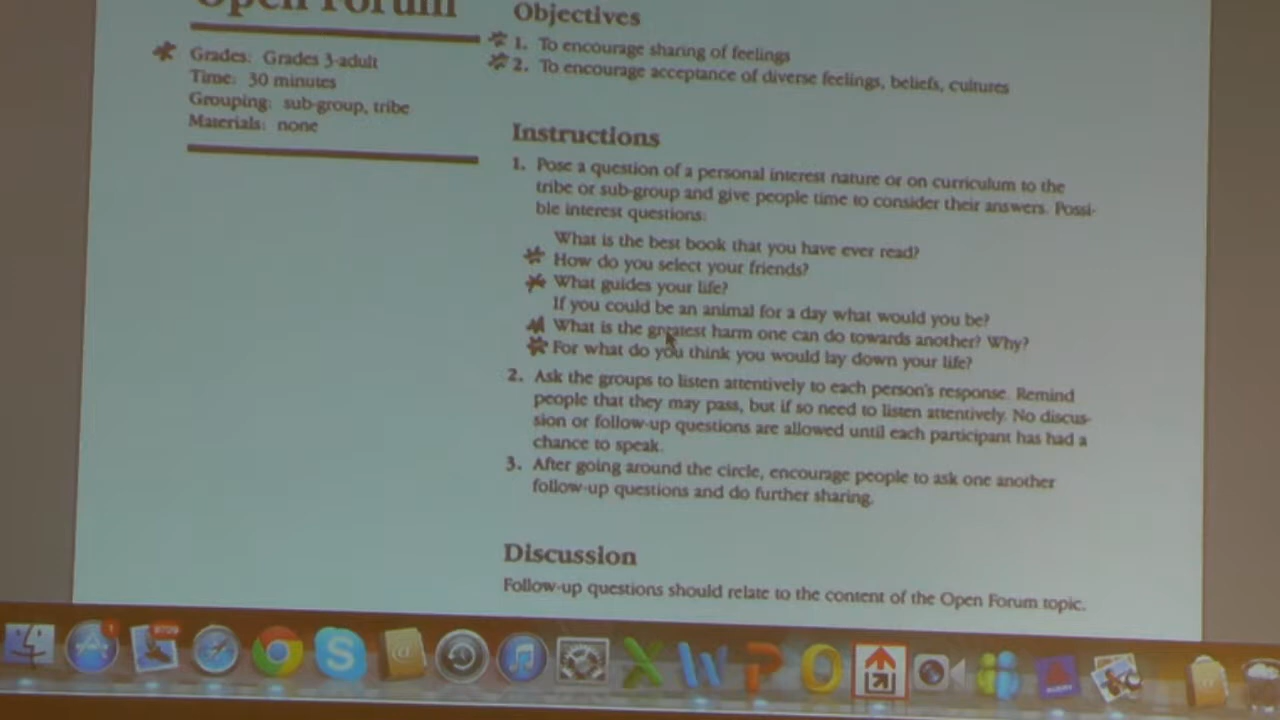 Open Forum
Grades: Grades 3-adult
Time: 30 minutes
Grouping: sub-group, tribe
Materials: none
Objectives
1. To encourage sharing of feelings
2. To encourage acceptance of diverse feelings, beliefs, cultures
Instructions
1. Pose a question of a personal interest nature or on curriculum to the
tribe or sub-group and give people time to consider their answers. Possi-
ble interest questions:
What is the best book that you have ever read?
How do you select your friends?
What guides your life?
If you could be an animal for a day what would you be?
What is the greatest harm one can do towards another? Why?
For what do you think you would lay down your life?
2. Ask the groups to listen attentively to each person's response. Remind
people that they may pass, but if so need to listen attentively. No discus-
sion or follow-up questions are allowed until each participant has had a
chance to speak.
3. After going around the circle, encourage people to ask one another
follow-up questions and do further sharing.
Discussion
Follow-up questions should relate to the content of the Open Forum topic.